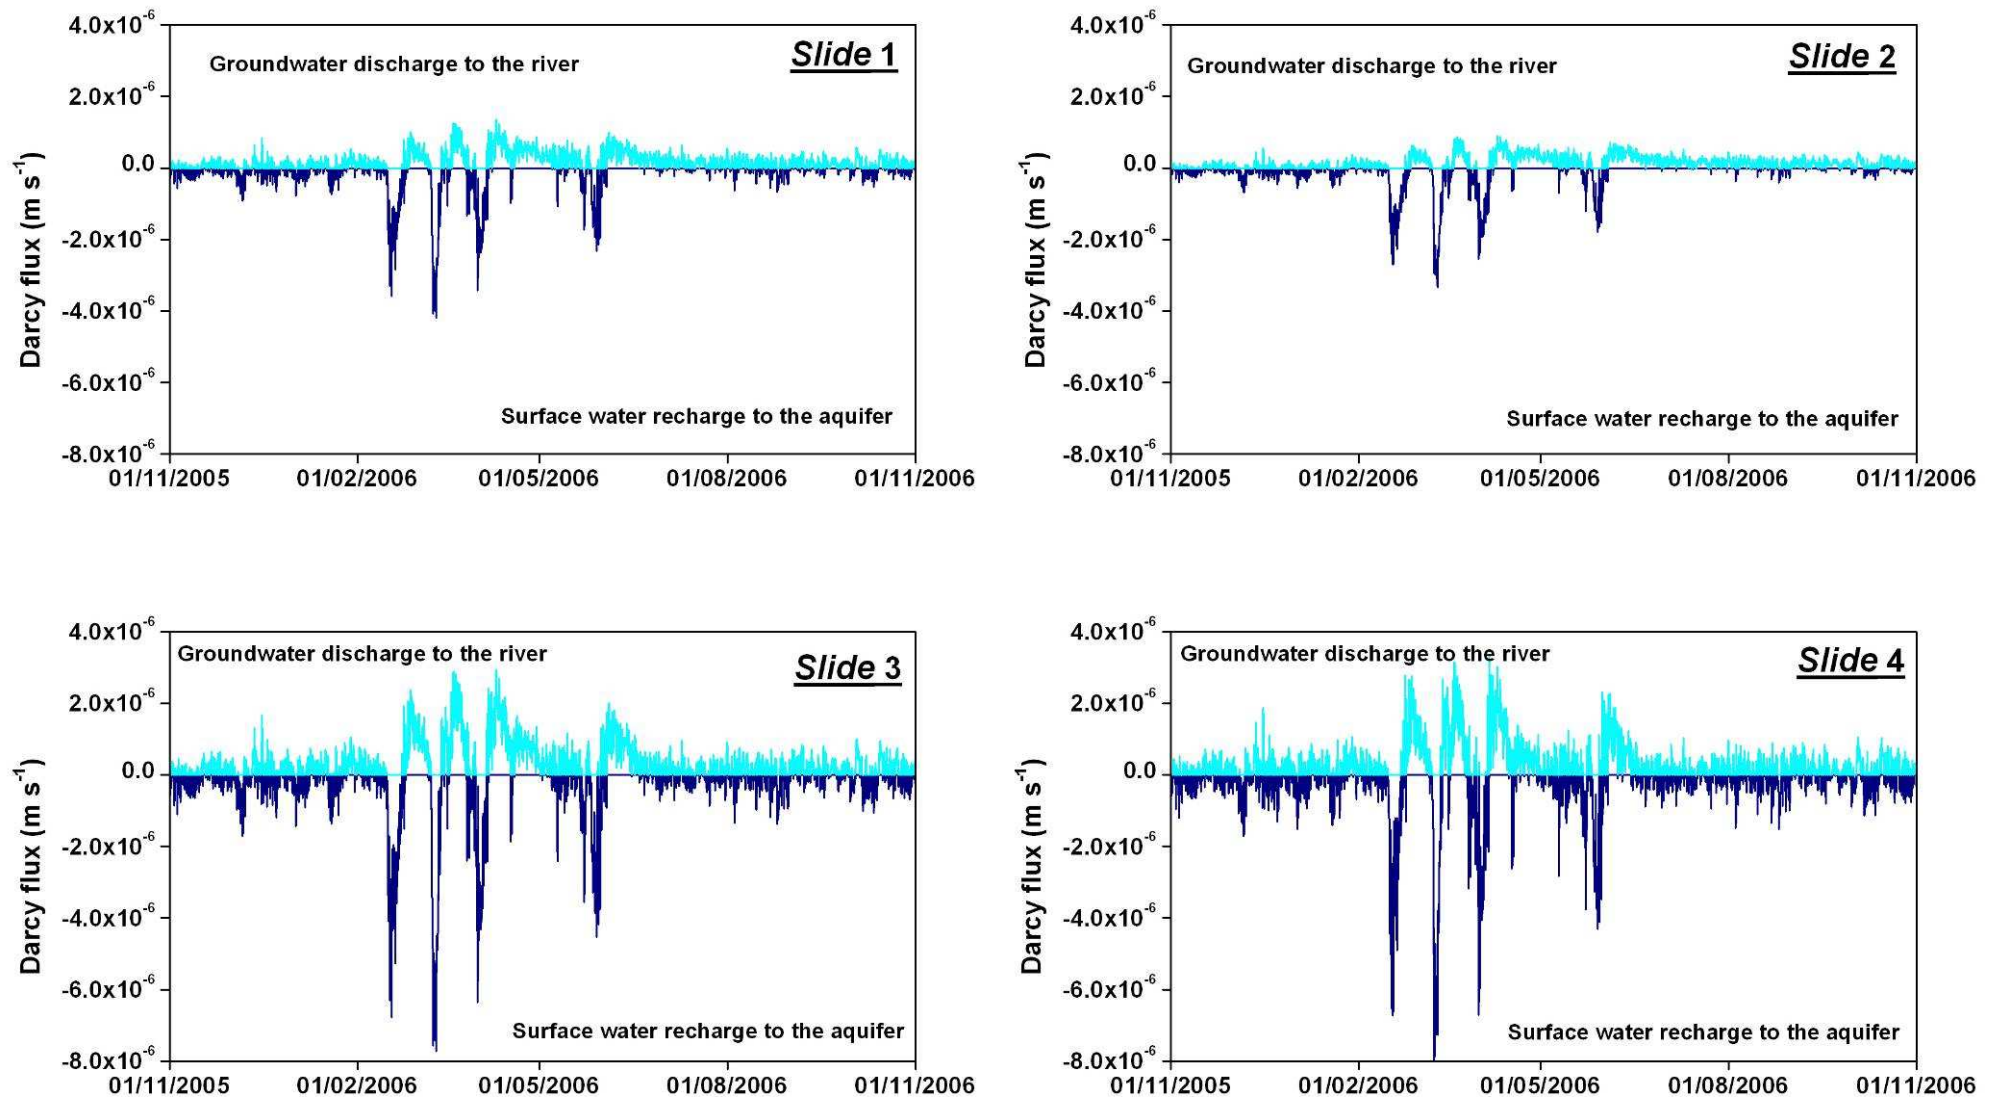 4.0x10-6
Groundwater discharge to the river
Slide 1
2.0x10-6
0.0
-2.0x10-6
-4.0x10-6
-6.0x10-6
-8.0x10-6
Darcy flux (m s-1)
Surface water recharge to the aquifer
01/11/2005 01/02/2006 01/05/2006 01/08/2006 01/11/2006
4.0x10-6
Groundwater discharge to the river
Slide 2
2.0x10-6
0.0
-2.0x10-6
-4.0x10-6
-6.0x10-6
-8.0x10-6
Darcy flux (m s-1)
Surface water recharge to the aquifer
01/11/2005 01/02/2006 01/05/2006 01/08/2006 01/11/2006
4.0x10-6
Groundwater discharge to the river
Slide 3
2.0x10-6
0.0
-2.0x10-6
-4.0x10-6
-6.0x10-6
-8.0x10-6
Darcy flux (m s-1)
Surface water recharge to the aquifer
01/11/2005 01/02/2006 01/05/2006 01/08/2006 01/11/2006
4.0x10-6
Groundwater discharge to the river
Slide 4
2.0x10-6
0.0
-2.0x10-6
-4.0x10-6
-6.0x10-6
-8.0x10-6
Darcy flux (m s-1)
Surface water recharge to the aquifer
01/11/2005 01/02/2006 01/05/2006 01/08/2006 01/11/2006